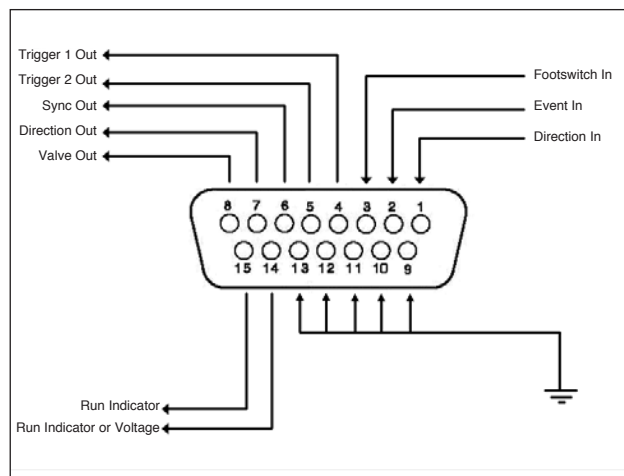 Trigger 1 Out
Trigger 2 Out
Sync Out
Direction Out
Valve Out
Footswitch In
Event In
Direction In
8 7 6 5 4 3 2 1
15 14 13 12 11 10 9
Run Indicator
Run Indicator or Voltage